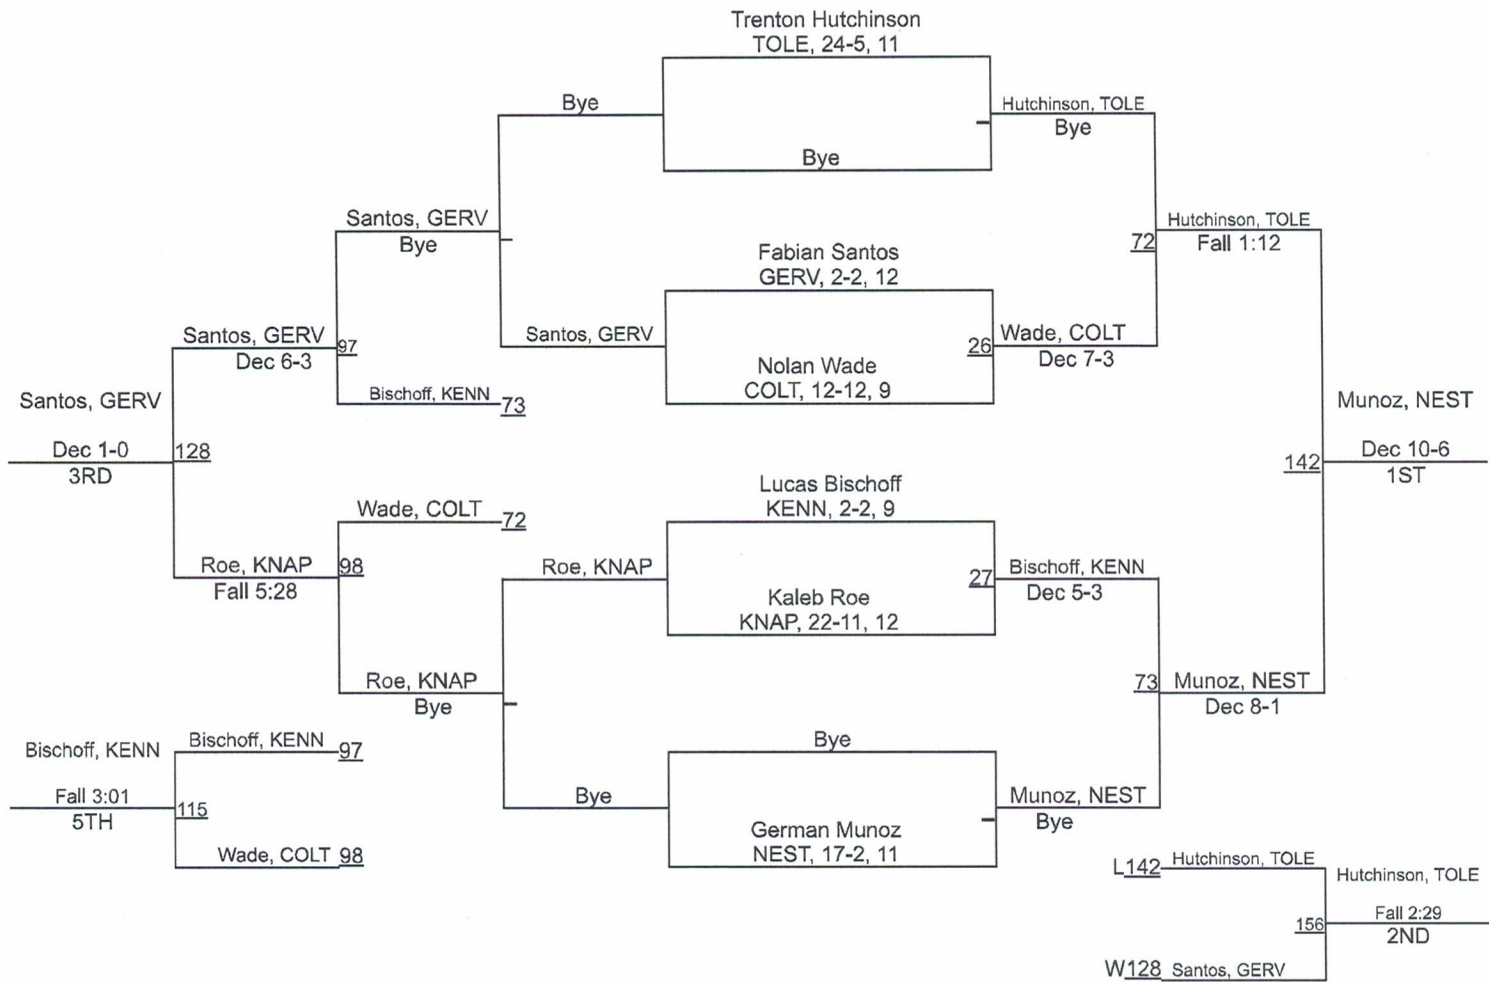 Trenton Hutchinson
TOLE, 24-5, 11
Bye
Hutchinson, TOLE
Bye
Bye
Santos, GERV
Bye
Hutchinson, TOLE
Fall 1:12
72
Fabian Santos
GERV, 2-2, 12
Santos, GERV
Dec 6-3
97
Santos, GERV
26
Wade, COLT
Dec 7-3
Nolan Wade
COLT, 12-12, 9
Bischoff, KENN
73
Santos, GERV
Dec 1-0
3RD
128
Munoz, NEST
Dec 10-6
1ST
142
Lucas Bischoff
KENN, 2-2, 9
Wade, COLT
72
Roe, KNAP
Fall 5:28
98
Roe, KNAP
27
Bischoff, KENN
Dec 5-3
Kaleb Roe
KNAP, 22-11, 12
Roe, KNAP
Bye
73
Munoz, NEST
Dec 8-1
Bischoff, KENN
Fall 3:01
5TH
Bischoff, KENN
97
115
Wade, COLT
98
Bye
Bye
Munoz, NEST
Bye
German Munoz
NEST, 17-2, 11
L142
Hutchinson, TOLE
Hutchinson, TOLE
Fall 2:29
2ND
156
W128
Santos, GERV